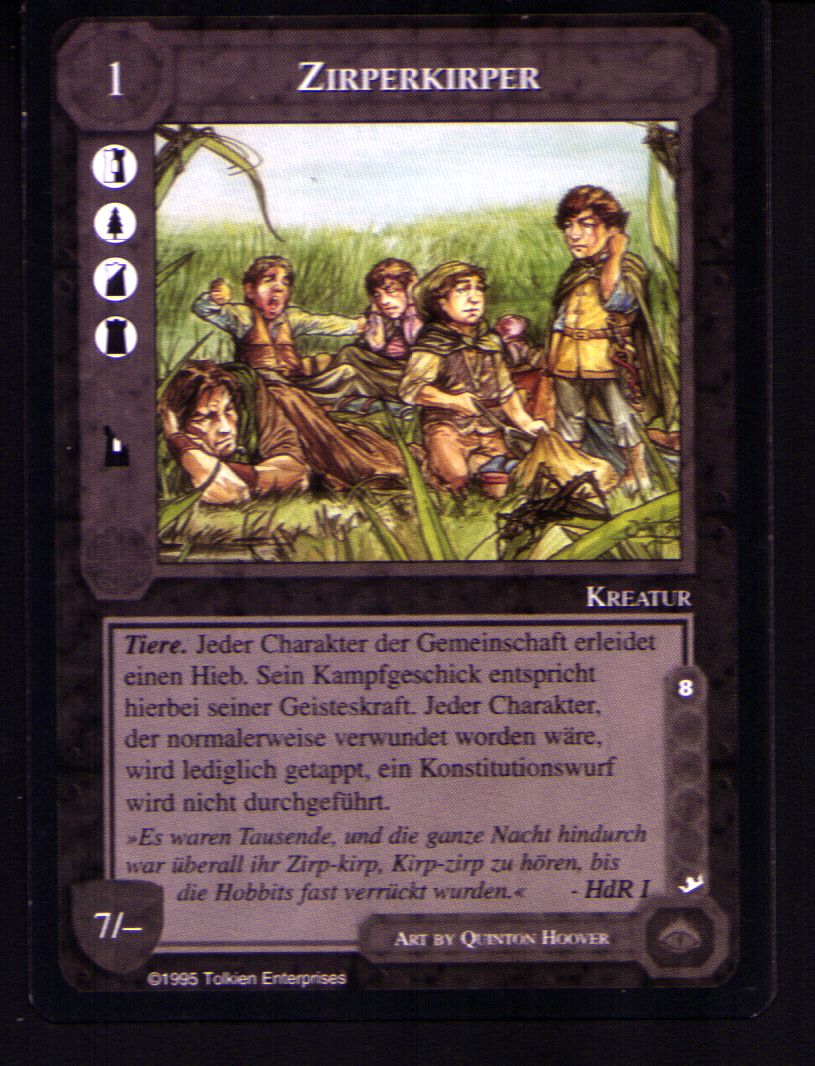 1
ZIRPERKIRPER
KREATUR
Tiere. Jeder Charakter der Gemeinschaft erleidet
einen Hieb. Sein Kampfgeschick entspricht
hierbei seiner Geisteskraft. Jeder Charakter,
der normalerweise verwundet worden wäre,
wird lediglich getappt, ein Konstitutionswurf
wird nicht durchgeführt.
8
»Es waren Tausende, und die ganze Nacht hindurch
war überall ihr Zirp-kirp, Kirp-zirp zu hören, bis
die Hobbits fast verrückt wurden.« - HdR I
7/–
ART BY QUINTON HOOVER
©1995 Tolkien Enterprises